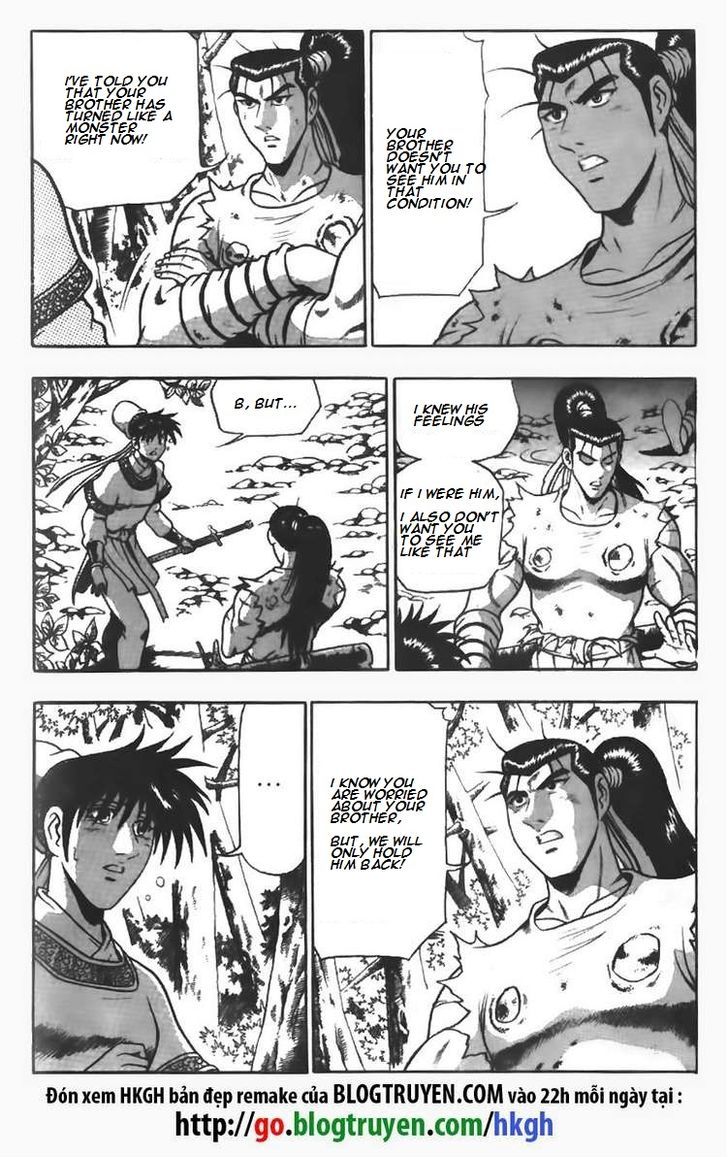 I'VE TOLD YOU
THAT YOUR
BROTHER HAS
TURNED LIKE A
MONSTER
RIGHT NOW!
YOUR
BROTHER
DOESN'T
WANT YOU TO
SEE HIM IN
THAT
CONDITION!
B, BUT...
I KNEW HIS
FEELINGS
IF I WERE HIM,
I ALSO DON'T
WANT YOU
TO SEE ME
LIKE THAT
...
I KNOW YOU
ARE WORRIED
ABOUT YOUR
BROTHER,
BUT, WE WILL
ONLY HOLD
HIM BACK!
Đón xem HKGH bản đẹp remake của BLOGTRUYEN.COM vào 22h mỗi ngày tại :
http://go.blogtruyen.com/hkgh